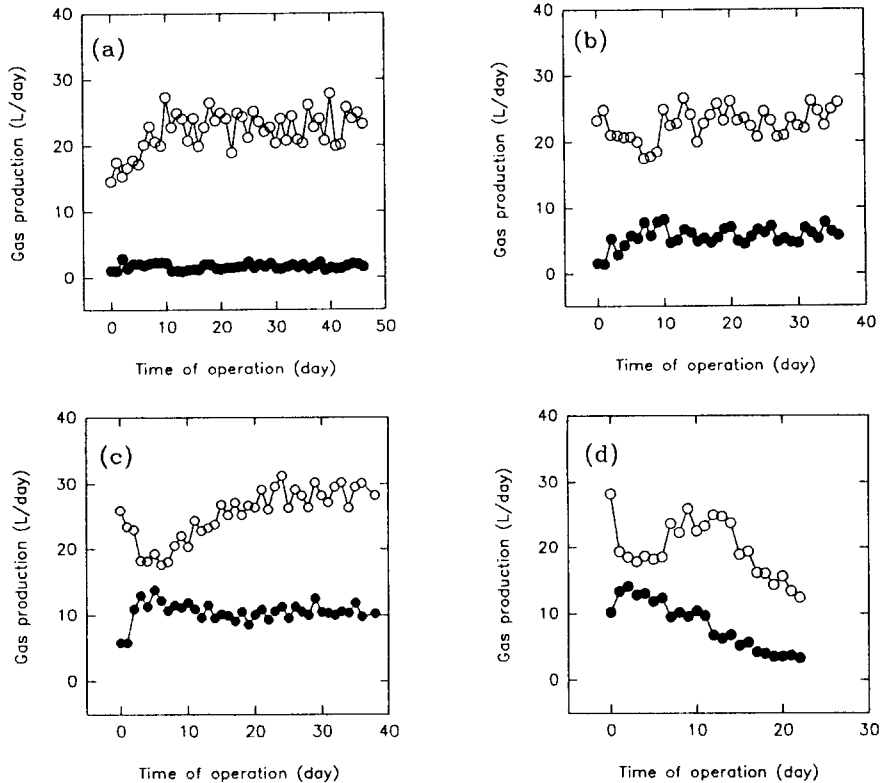 (a)
Gas production (L/day)
40
30
20
10
0
0 10 20 30 40 50
Time of operation (day)
(b)
Gas production (L/day)
40
30
20
10
0
0 10 20 30 40
Time of operation (day)
(c)
Gas production (L/day)
40
30
20
10
0
0 10 20 30 40
Time of operation (day)
(d)
Gas production (L/day)
40
30
20
10
0
0 10 20 30
Time of operation (day)